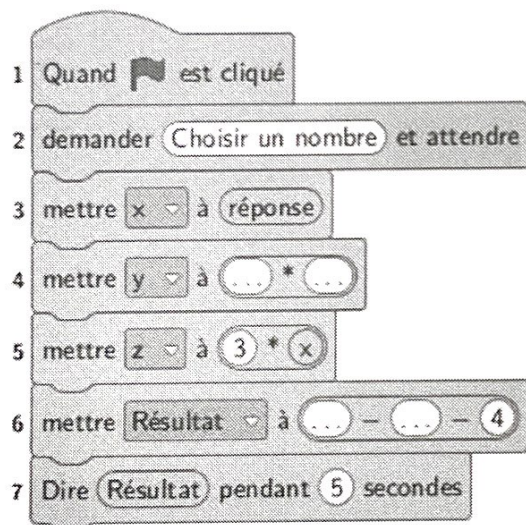 1 Quand est cliqué
2 demander Choisir un nombre et attendre
3 mettre x à réponse
4 mettre y à ... * ...
5 mettre z à 3 * x
6 mettre Résultat à ... – ... – 4
7 Dire Résultat pendant 5 secondes